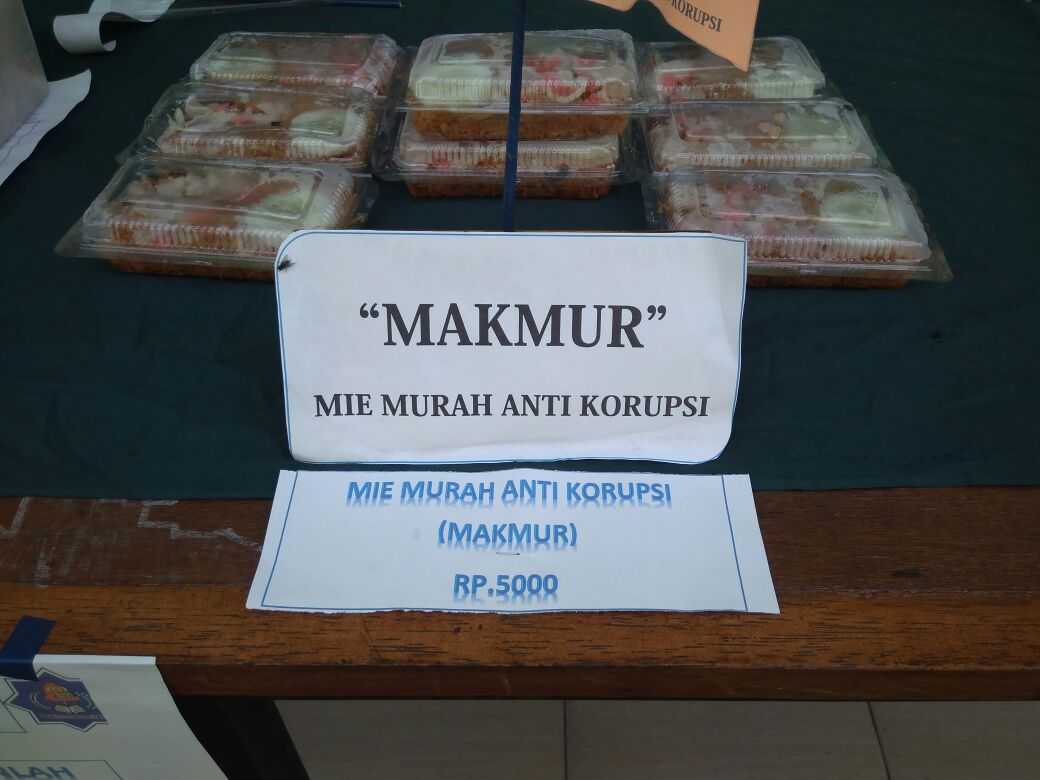 KORUPSI
“MAKMUR”
MIE MURAH ANTI KORUPSI
MIE MURAH ANTI KORUPSI
(MAKMUR)
RP.5000